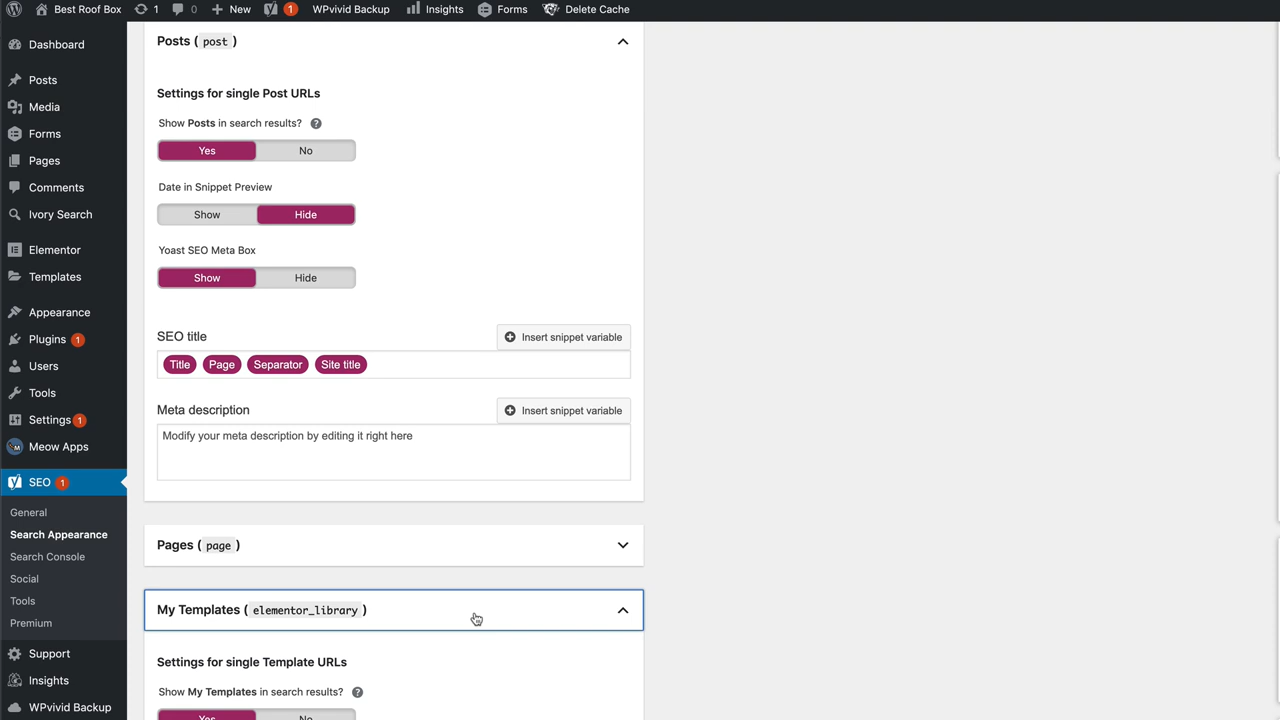 Best Roof Box 1 0 New 1 WPvivid Backup Insights Forms Delete Cache
Dashboard
Posts
Media
Forms
Pages
Comments
Ivory Search
Elementor
Templates
Appearance
Plugins 1
Users
Tools
Settings 1
Meow Apps
SEO 1
General
Search Appearance
Search Console
Social
Tools
Premium
Support
Insights
WPvivid Backup
Posts ( post )
Settings for single Post URLs
Show Posts in search results? ?
Yes No
Date in Snippet Preview
Show Hide
Yoast SEO Meta Box
Show Hide
SEO title Insert snippet variable
Title Page Separator Site title
Meta description Insert snippet variable
Modify your meta description by editing it right here
Pages ( page )
My Templates ( elementor_library )
Settings for single Template URLs
Show My Templates in search results? ?
Yes No